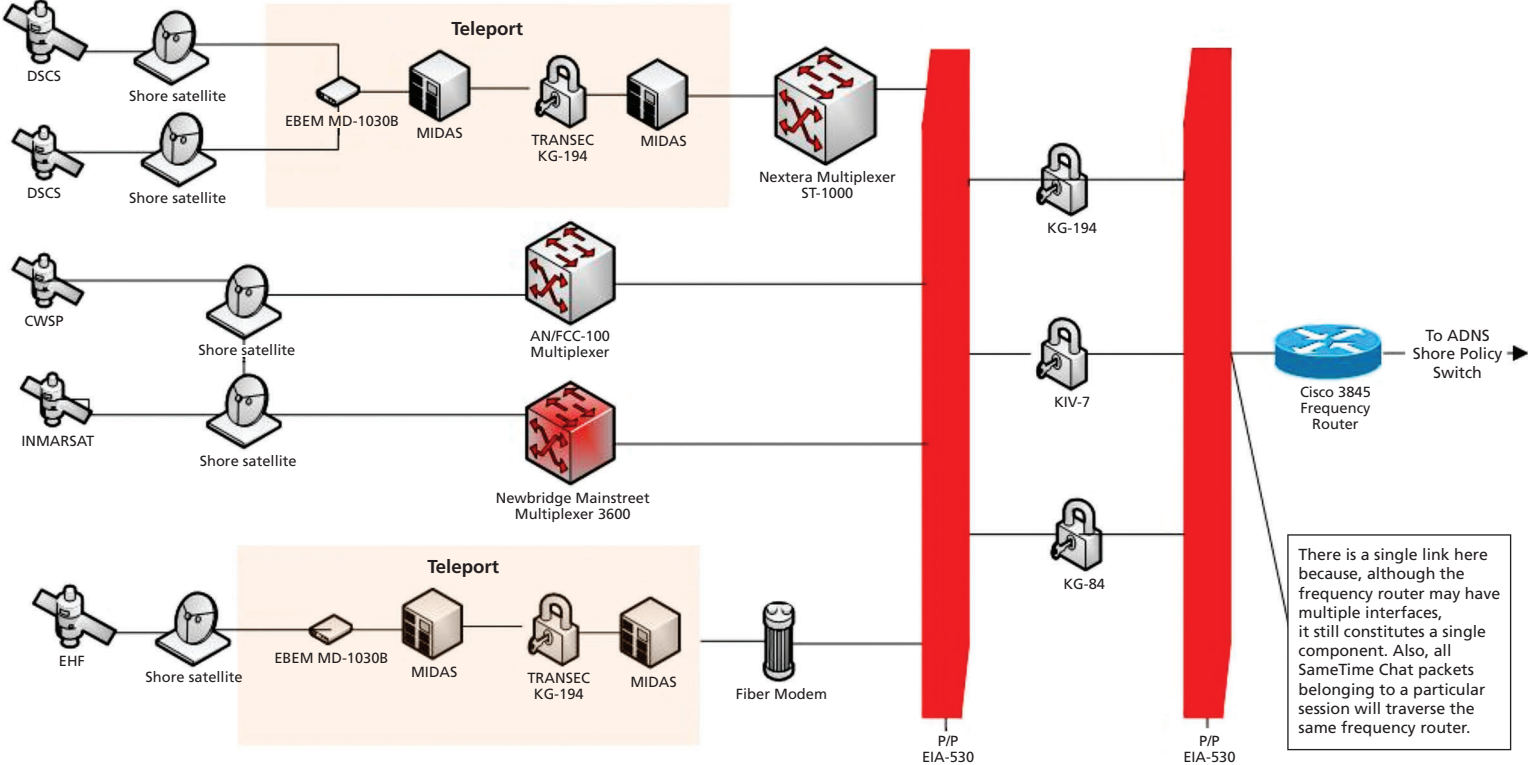 Teleport
DSCS
Shore satellite
EBEM MD-1030B
MIDAS
TRANSEC
KG-194
MIDAS
Nextera Multiplexer
ST-1000
DSCS
Shore satellite
KG-194
CWSP
Shore satellite
AN/FCC-100
Multiplexer
KIV-7
Cisco 3845
Frequency
Router
To ADNS
Shore Policy
Switch
INMARSAT
Shore satellite
Newbridge Mainstreet
Multiplexer 3600
KG-84
Teleport
EHF
Shore satellite
EBEM MD-1030B
MIDAS
TRANSEC
KG-194
MIDAS
Fiber Modem
There is a single link here
because, although the
frequency router may have
multiple interfaces,
it still constitutes a single
component. Also, all
SameTime Chat packets
belonging to a particular
session will traverse the
same frequency router.
P/P
EIA-530
P/P
EIA-530